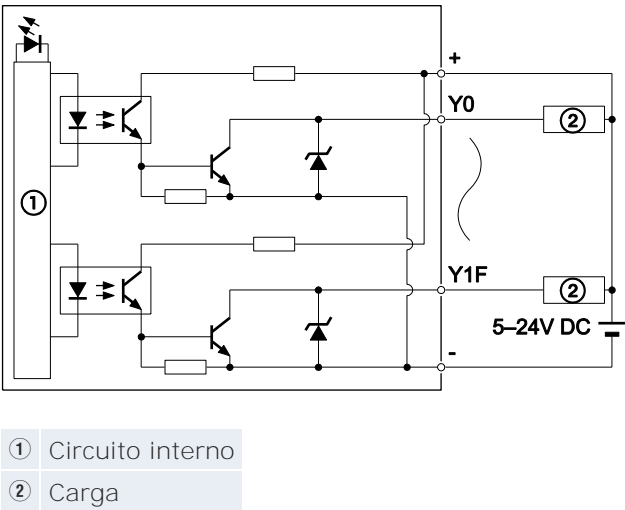 +
Y0
②
①
Y1F
②
5–24V DC
-
① Circuito interno
② Carga